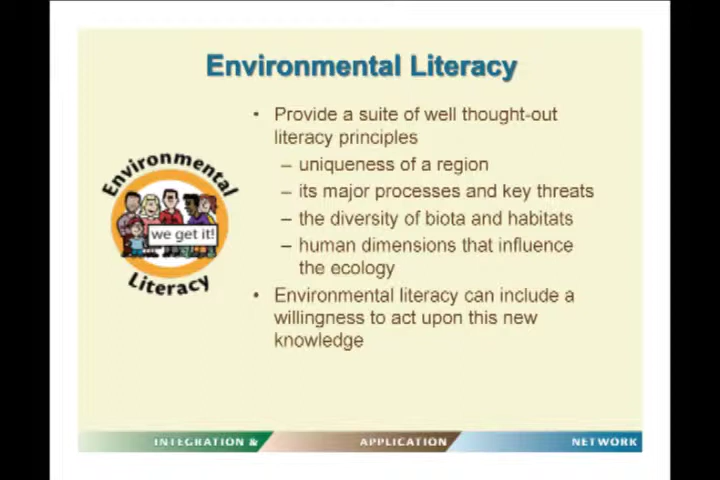 Environmental Literacy
• Provide a suite of well thought-out
literacy principles
– uniqueness of a region
– its major processes and key threats
– the diversity of biota and habitats
– human dimensions that influence
the ecology
• Environmental literacy can include a
willingness to act upon this new
knowledge
Environmental
we get it!
Literacy
INTEGRATION &
APPLICATION
NETWORK